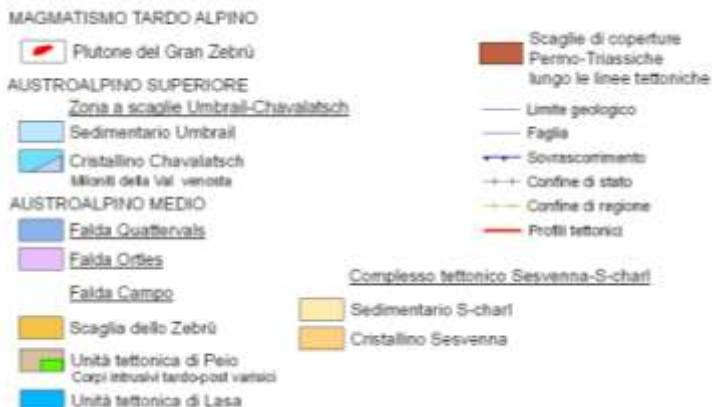 MAGMATISMO TARDO ALPINO
Plutone del Gran Zebrù
AUSTROALPINO SUPERIORE
Zona a scaglie Umbrail-Chavalatsch
Sedimentario Umbrail
Cristallino Chavalatsch
Miloniti della Val venosta
AUSTROALPINO MEDIO
Falda Quattervals
Falda Ortles
Falda Campo
Scaglia dello Zebrù
Unità tettonica di Peio
Corpi intrusivi tardo-post varisici
Unità tettonica di Lasa
Complesso tettonico Sesvenna-S-charl
Sedimentario S-charl
Cristallino Sesvenna
Scaglie di coperture
Permo-Triassiche
lungo le linee tettoniche
Limite geologico
Faglia
Sovrascorrimento
Confine di stato
Confine di regione
Profili tettonici